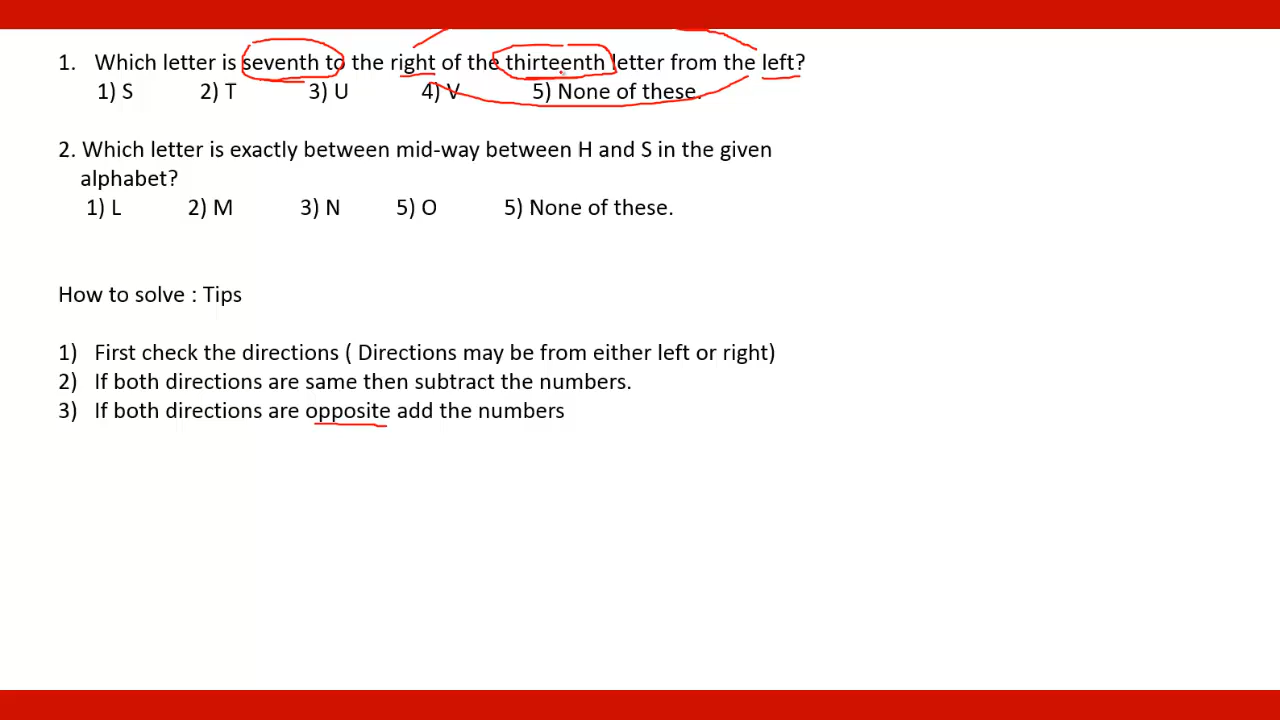 1. Which letter is seventh to the right of the thirteenth letter from the left?
1) S 2) T 3) U 4) V 5) None of these.
2. Which letter is exactly between mid-way between H and S in the given
alphabet?
1) L 2) M 3) N 5) O 5) None of these.
How to solve : Tips
1) First check the directions ( Directions may be from either left or right)
2) If both directions are same then subtract the numbers.
3) If both directions are opposite add the numbers